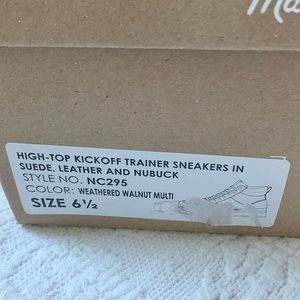 HIGH-TOP KICKOFF TRAINER SNEAKERS IN
SUEDE, LEATHER AND NUBUCK
STYLE NO. NC295
COLOR: WEATHERED WALNUT MULTI
SIZE 6½